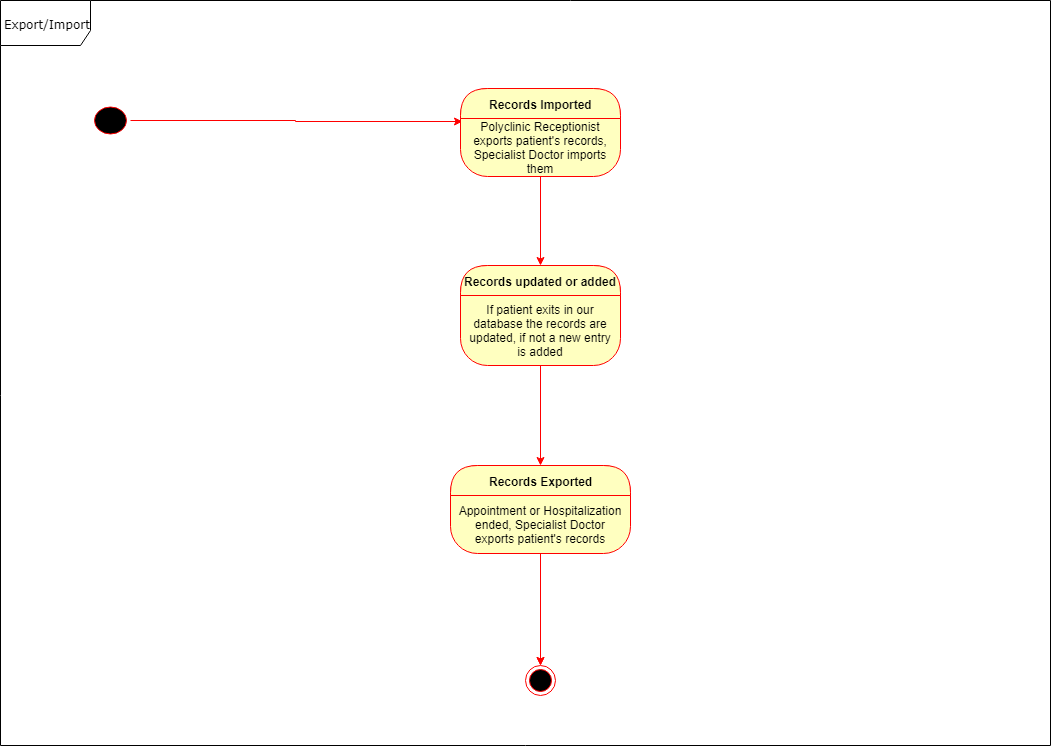 Export/Import
Records Imported
Polyclinic Receptionist
exports patient's records,
Specialist Doctor imports
them
Records updated or added
If patient exits in our
database the records are
updated, if not a new entry
is added
Records Exported
Appointment or Hospitalization
ended, Specialist Doctor
exports patient's records